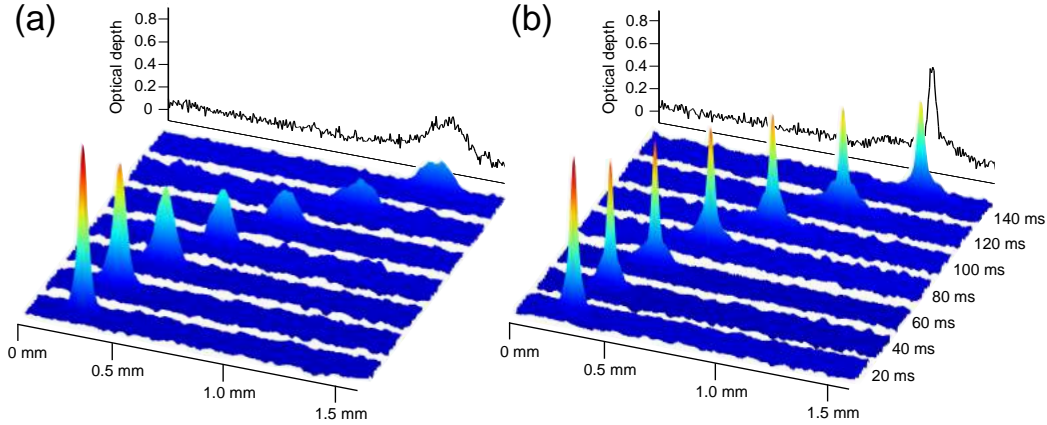 (a)
Optical depth
0.8
0.6
0.4
0.2
0
0 mm
0.5 mm
1.0 mm
1.5 mm
(b)
Optical depth
0.8
0.6
0.4
0.2
0
140 ms
120 ms
100 ms
80 ms
60 ms
40 ms
20 ms
0 mm
0.5 mm
1.0 mm
1.5 mm